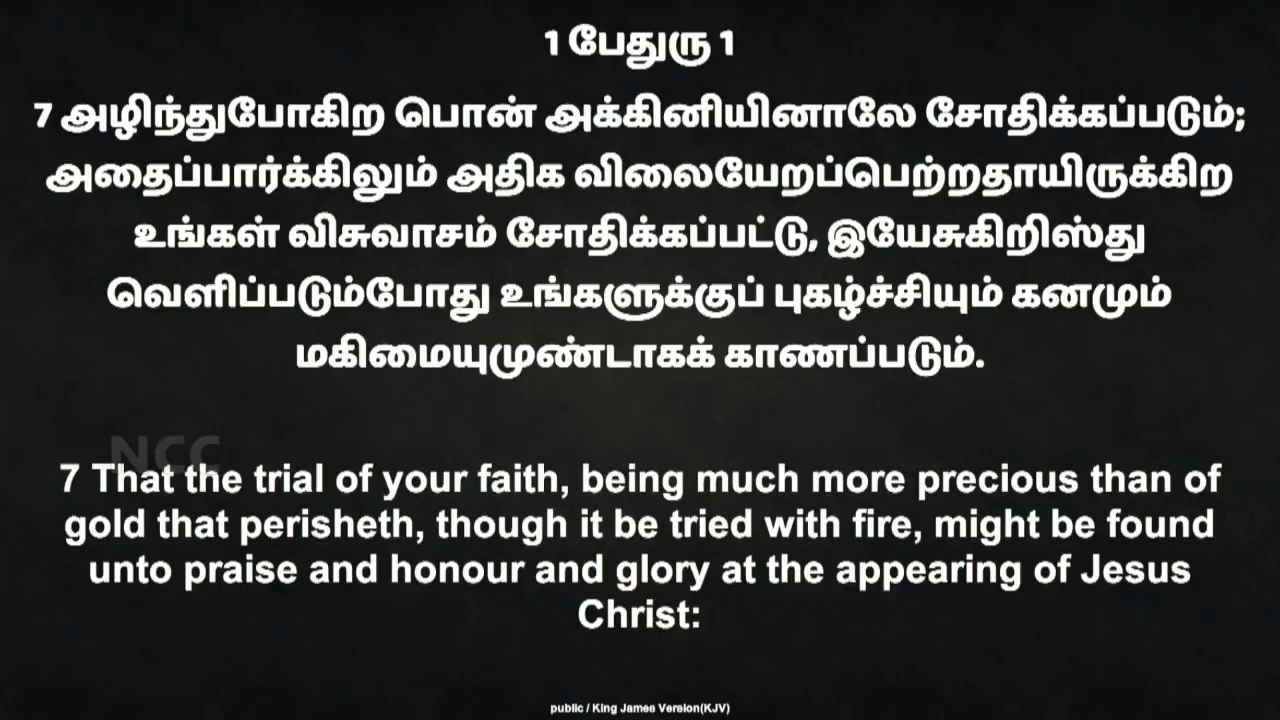 1 பேதுரு 1
7 அழிந்துபோகிற பொன் அக்கினியினாலே சோதிக்கப்படும்;
அதைப்பார்க்கிலும் அதிக விலையேறப்பெற்றதாயிருக்கிற
உங்கள் விசுவாசம் சோதிக்கப்பட்டு, இயேசுகிறிஸ்து
வெளிப்படும்போது உங்களுக்குப் புகழ்ச்சியும் கனமும்
மகிமையுமுண்டாகக் காணப்படும்.
NCC
7 That the trial of your faith, being much more precious than of
gold that perisheth, though it be tried with fire, might be found
unto praise and honour and glory at the appearing of Jesus
Christ:
public / King James Version(KJV)